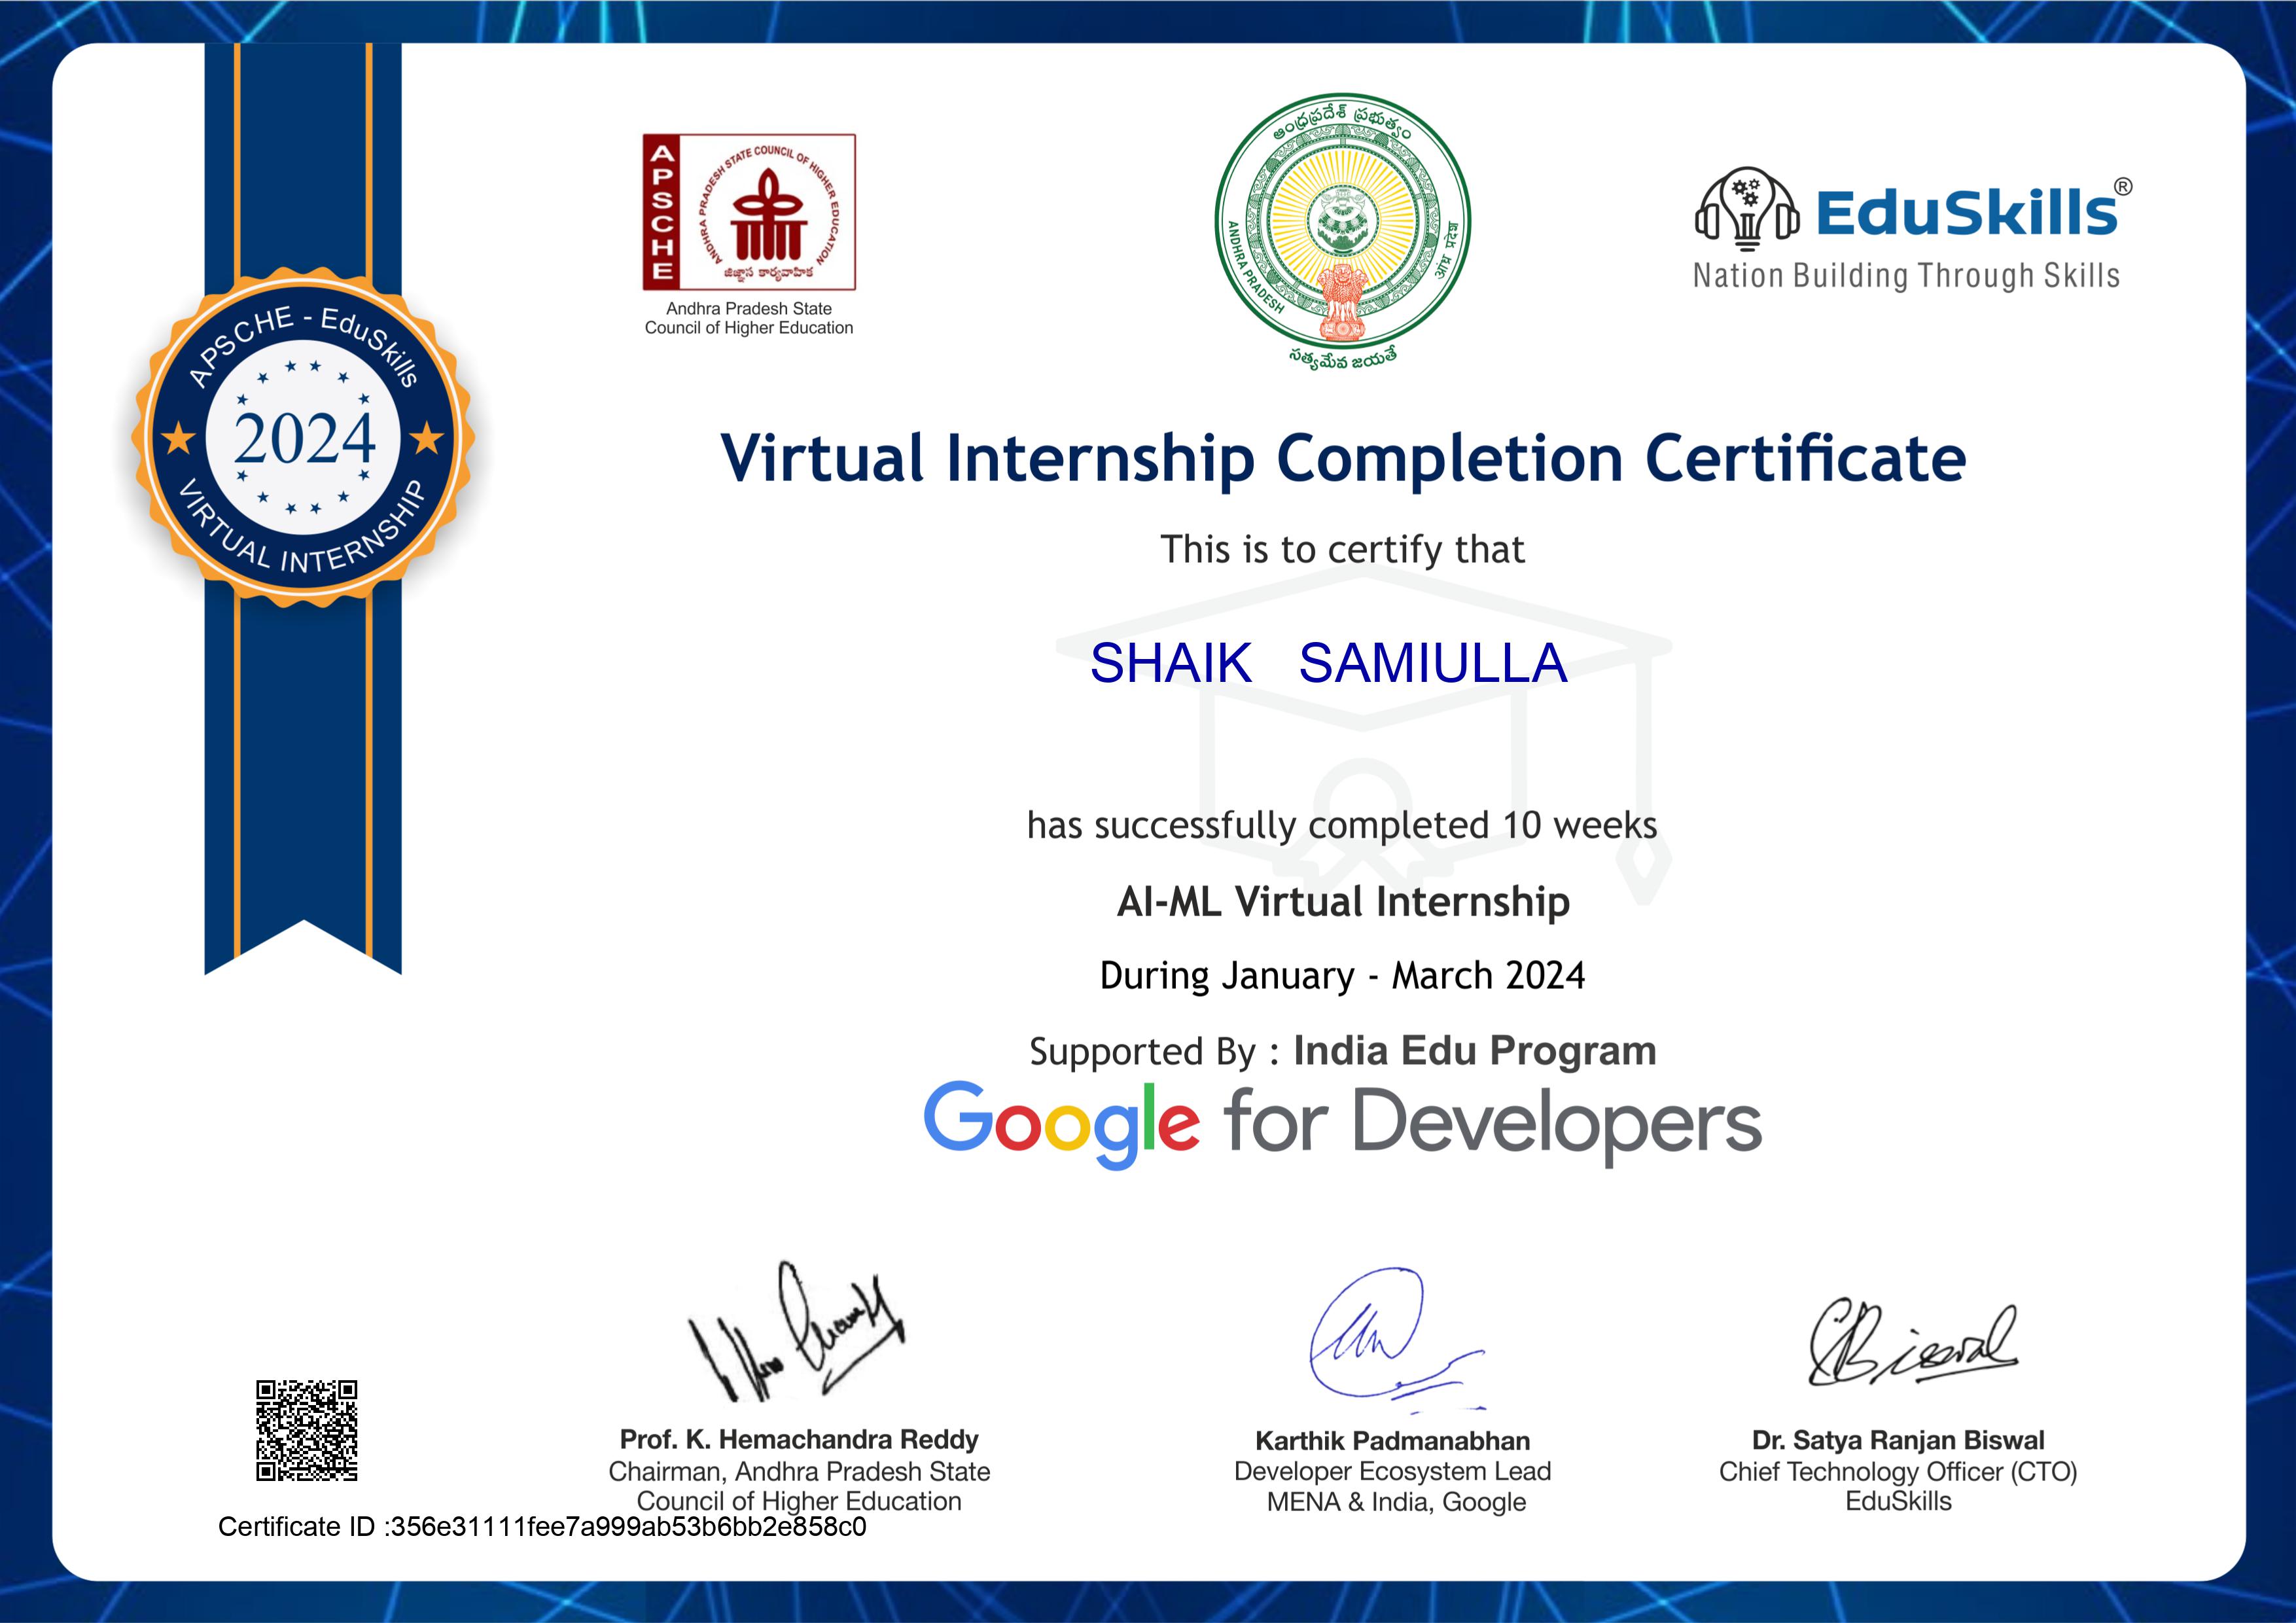 APSCHE
ANDHRA PRADESH STATE COUNCIL OF HIGHER EDUCATION
జిజ్ఞాస కార్యవాహిక
Andhra Pradesh State
Council of Higher Education
ఆంధ్రప్రదేశ్ ప్రభుత్వం
ANDHRA PRADESH
आंध्र प्रदेश
సత్యమేవ జయతే
EduSkills®
Nation Building Through Skills
APSCHE - EduSkills
2024
VIRTUAL INTERNSHIP
Virtual Internship Completion Certificate
This is to certify that
SHAIK SAMIULLA
has successfully completed 10 weeks
AI-ML Virtual Internship
During January - March 2024
Supported By : India Edu Program
Google for Developers
Prof. K. Hemachandra Reddy
Chairman, Andhra Pradesh State
Council of Higher Education
Karthik Padmanabhan
Developer Ecosystem Lead
MENA & India, Google
Dr. Satya Ranjan Biswal
Chief Technology Officer (CTO)
EduSkills
Certificate ID :356e31111fee7a999ab53b6bb2e858c0